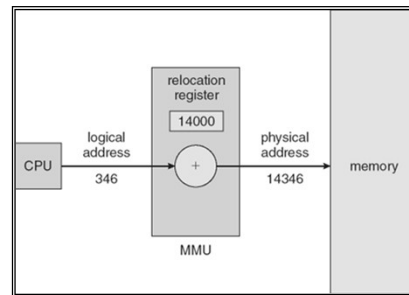 relocation
register
14000
logical
address
physical
address
CPU
+
memory
346
14346
MMU